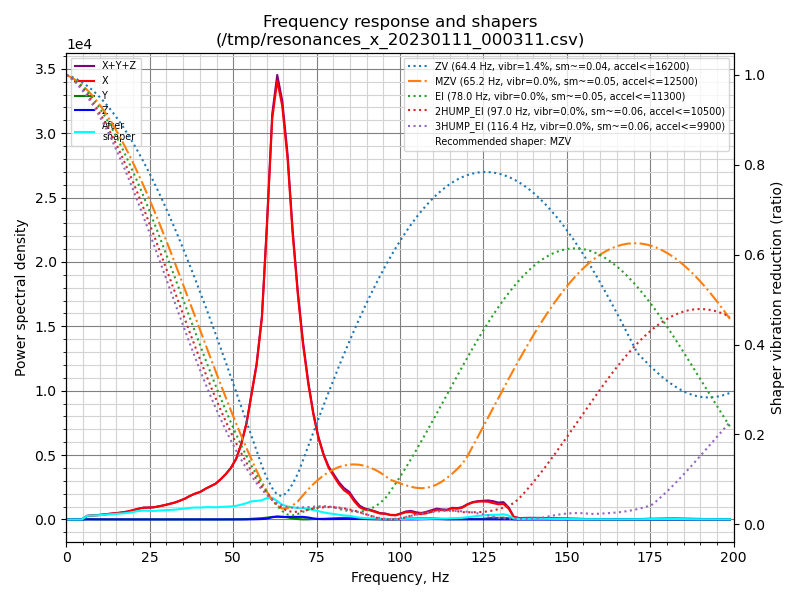 Frequency response and shapers
(/tmp/resonances_x_20230111_000311.csv)
1e4
X+Y+Z
X
Y
Z
After
shaper
ZV (64.4 Hz, vibr=1.4%, sm~=0.04, accel<=16200)
MZV (65.2 Hz, vibr=0.0%, sm~=0.05, accel<=12500)
EI (78.0 Hz, vibr=0.0%, sm~=0.05, accel<=11300)
2HUMP_EI (97.0 Hz, vibr=0.0%, sm~=0.06, accel<=10500)
3HUMP_EI (116.4 Hz, vibr=0.0%, sm~=0.06, accel<=9900)
Recommended shaper: MZV
3.5
3.0
2.5
2.0
1.5
1.0
0.5
0.0
Power spectral density
1.0
0.8
0.6
0.4
0.2
0.0
Shaper vibration reduction (ratio)
0 25 50 75 100 125 150 175 200
Frequency, Hz